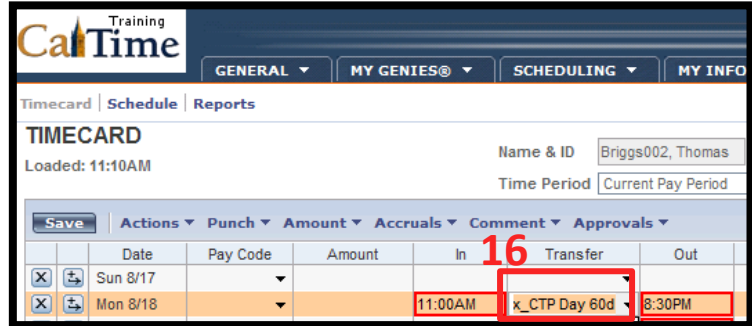 Training
CalTime
GENERAL MY GENIES® SCHEDULING MY INFO
Timecard | Schedule | Reports
TIMECARD
Loaded: 11:10AM
Name & ID Briggs002, Thomas
Time Period Current Pay Period
Save Actions Punch Amount Accruals Comment Approvals
16
Date Pay Code Amount In Transfer Out
X Sun 8/17
X Mon 8/18 11:00AM x_CTP Day 60d 8:30PM